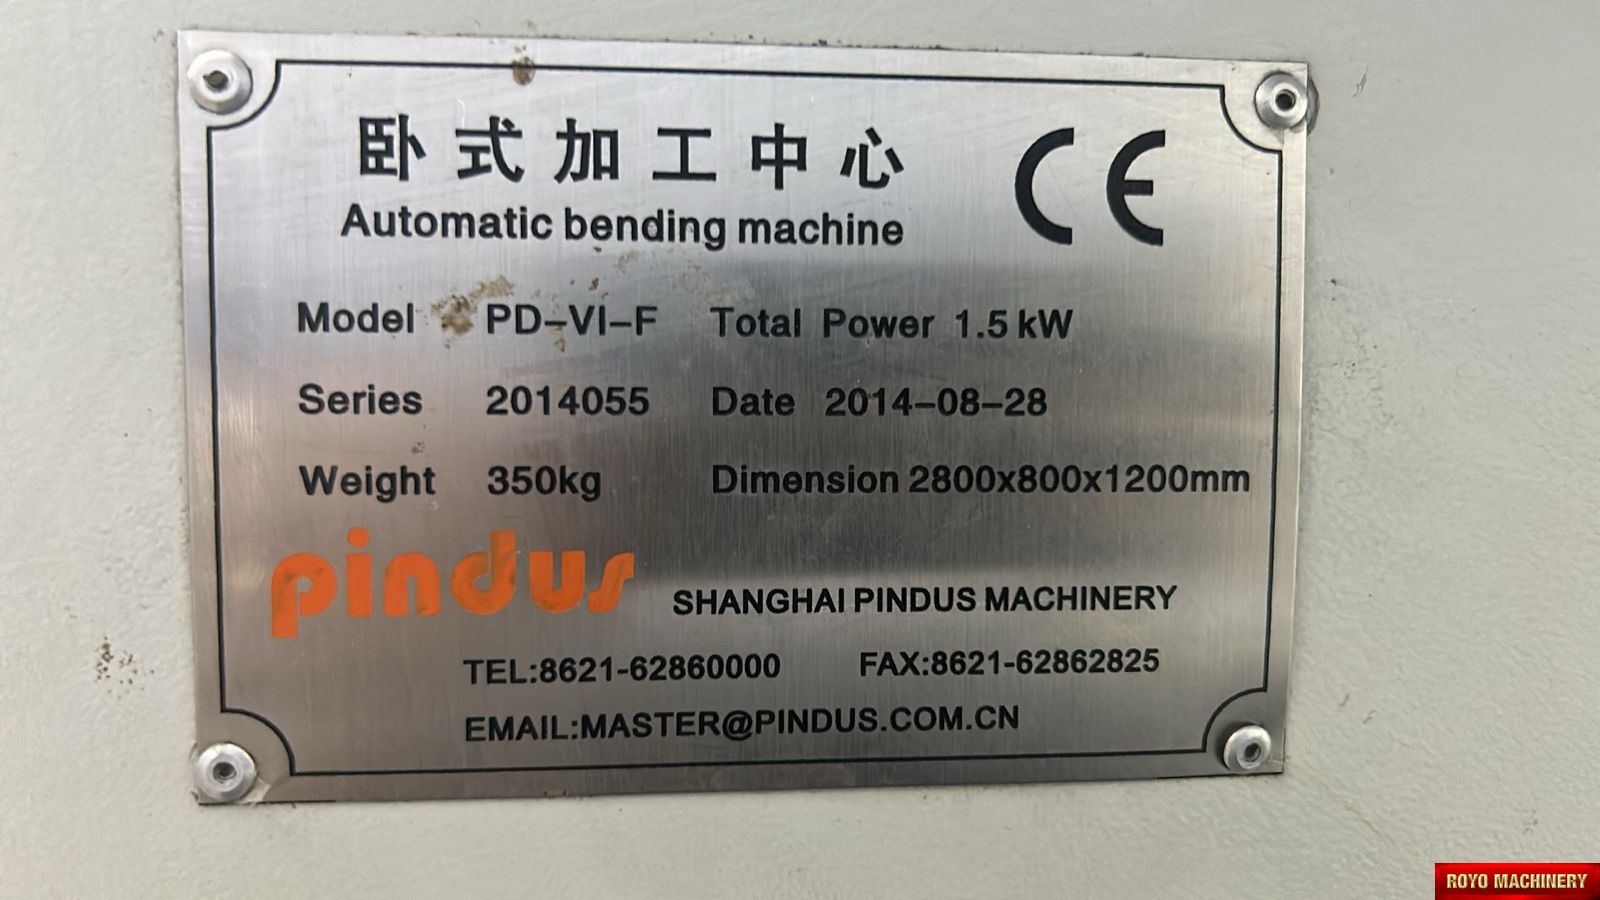 卧式加工中心
CE
Automatic bending machine
Model PD-VI-F Total Power 1.5 kW
Series 2014055 Date 2014-08-28
Weight 350kg Dimension 2800x800x1200mm
pindus SHANGHAI PINDUS MACHINERY
TEL:8621-62860000 FAX:8621-62862825
EMAIL:MASTER@PINDUS.COM.CN
ROYO MACHINERY